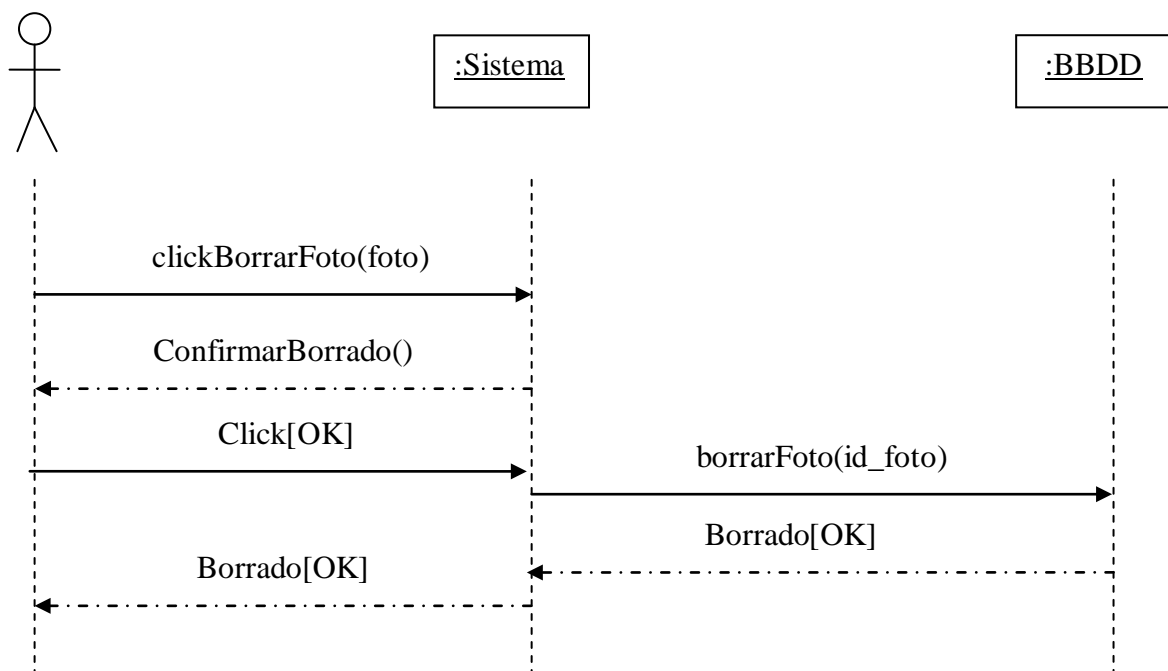 :Sistema
:BBDD
clickBorrarFoto(foto)
ConfirmarBorrado()
Click[OK]
borrarFoto(id_foto)
Borrado[OK]
Borrado[OK]